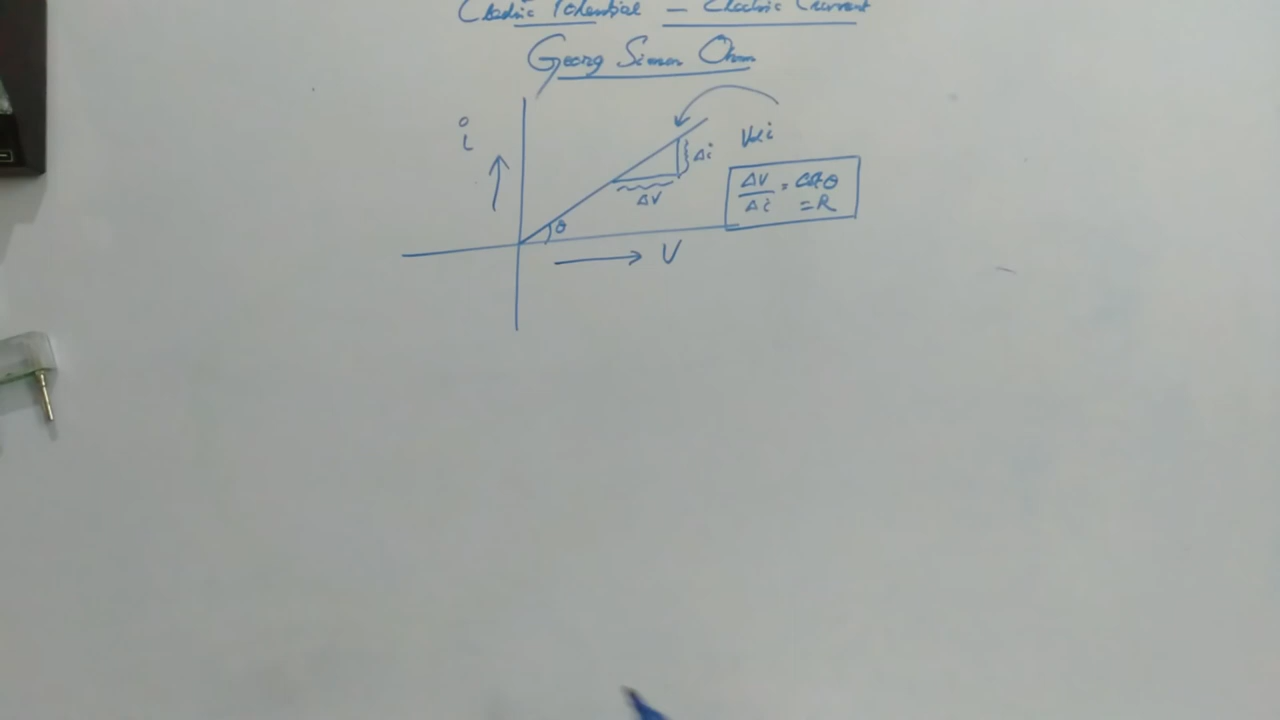 Electric Potential — Electric Current
Georg Simon Ohm
i
V∝i
Δi
ΔV
ΔV/Δi = cotθ
= R
θ
V